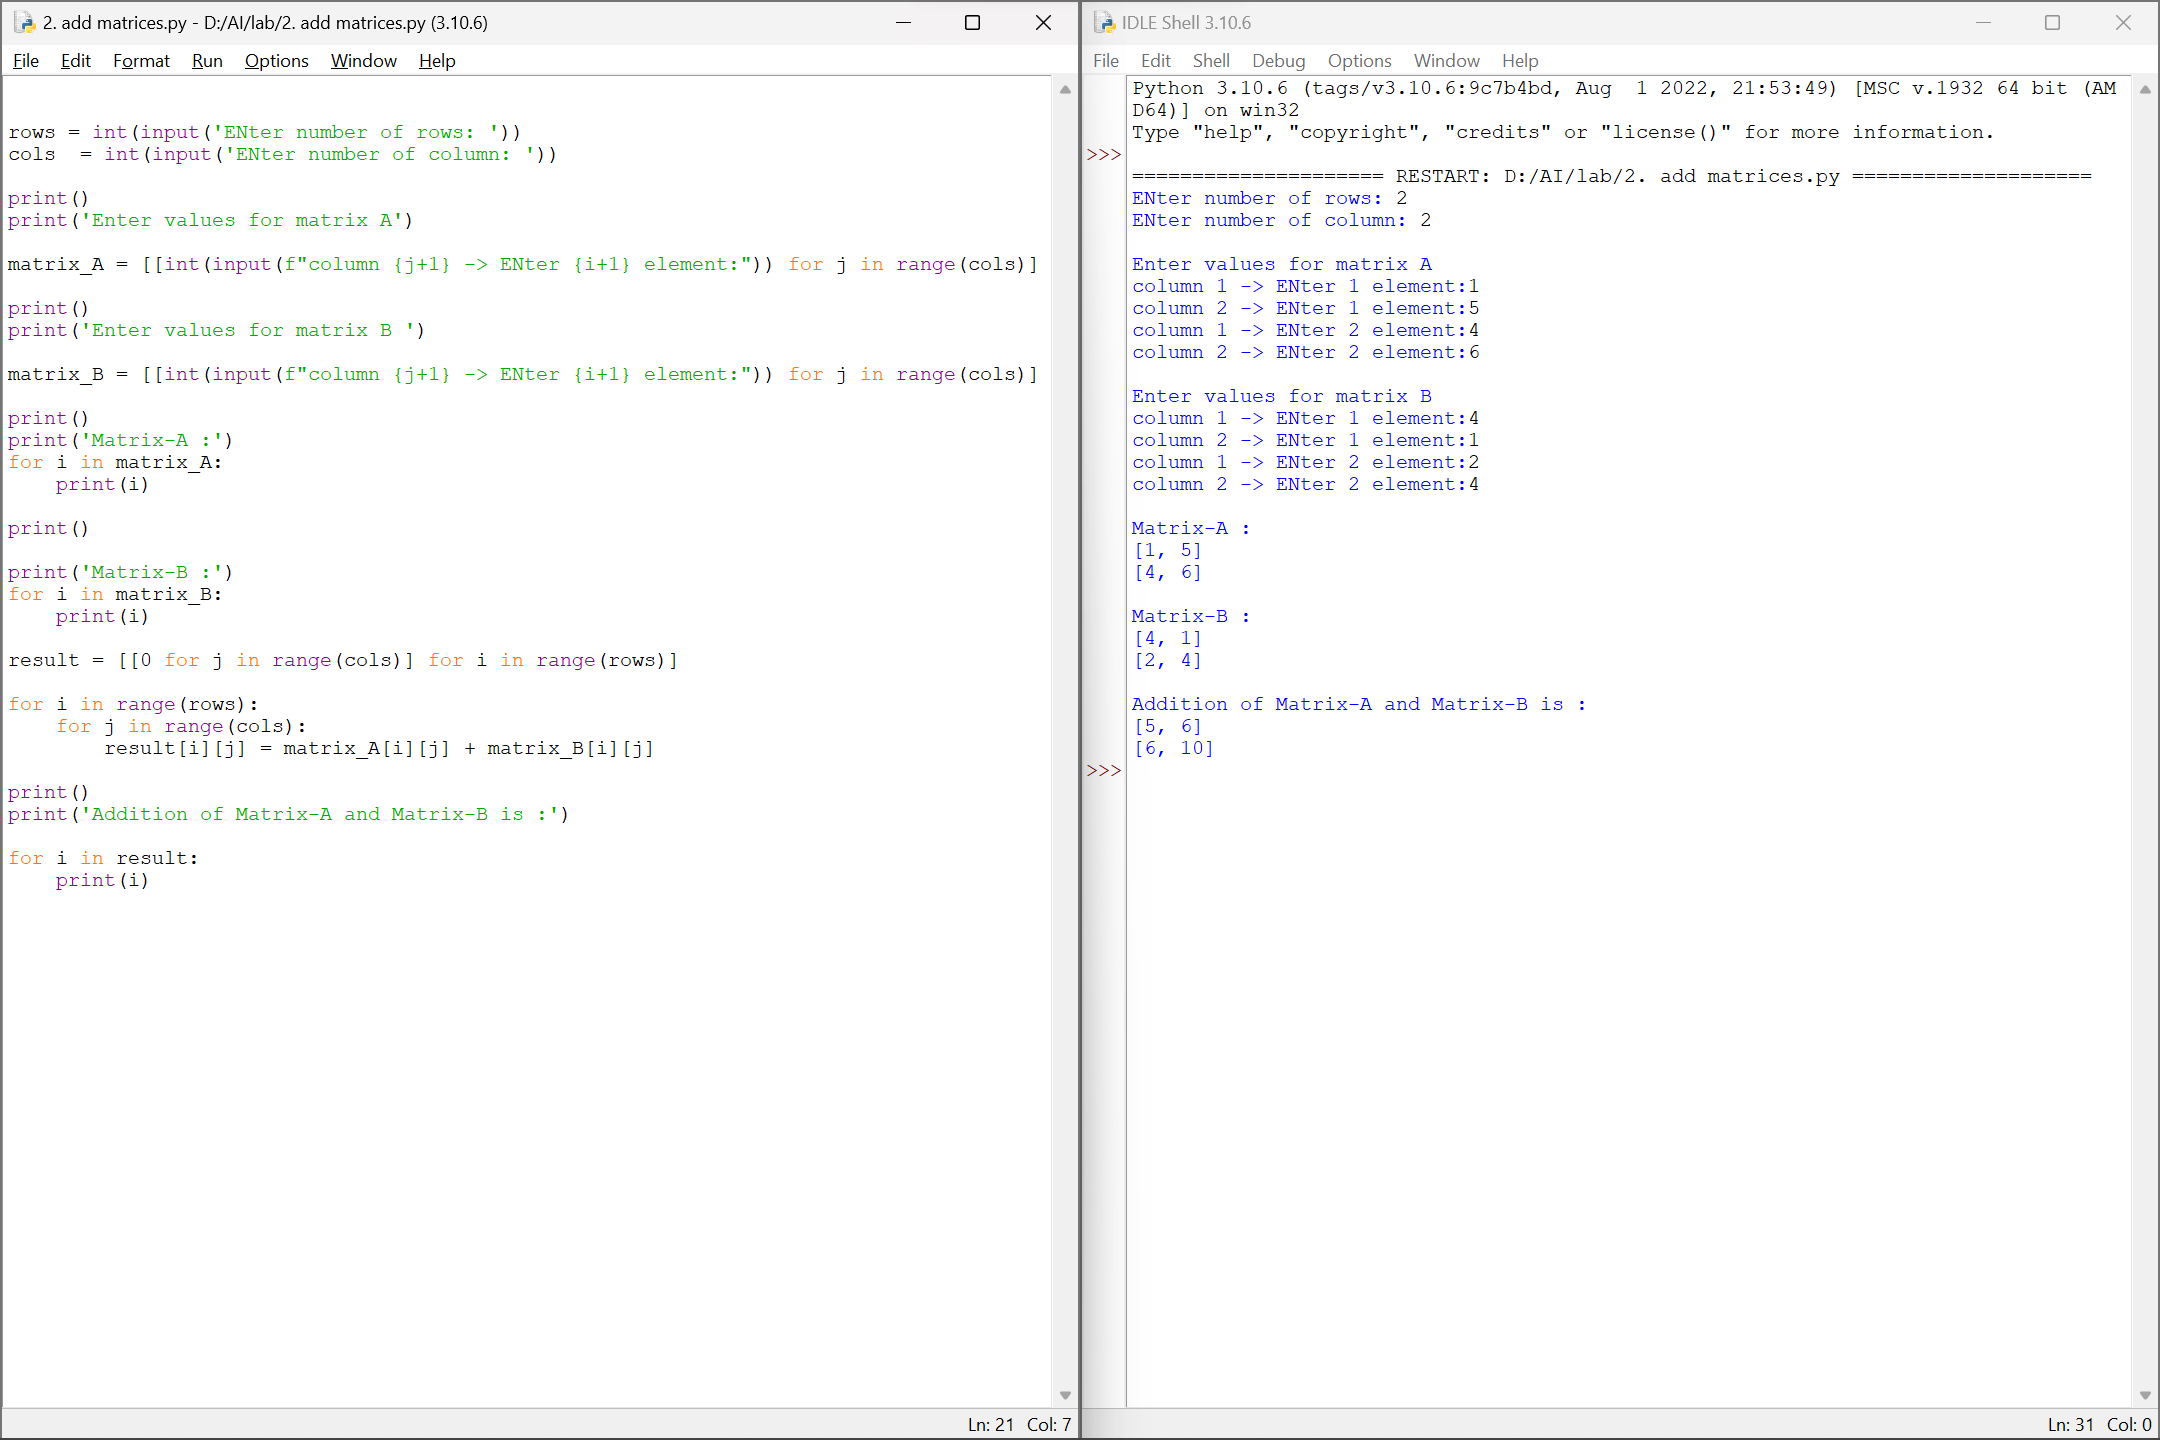 2. add matrices.py - D:/AI/lab/2. add matrices.py (3.10.6)
File Edit Format Run Options Window Help
rows = int(input('ENter number of rows: '))
cols  = int(input('ENter number of column: '))
print()
print('Enter values for matrix A')
matrix_A = [[int(input(f"column {j+1} -> ENter {i+1} element:")) for j in range(cols)]
print()
print('Enter values for matrix B ')
matrix_B = [[int(input(f"column {j+1} -> ENter {i+1} element:")) for j in range(cols)]
print()
print('Matrix-A :')
for i in matrix_A:
    print(i)
print()
print('Matrix-B :')
for i in matrix_B:
    print(i)
result = [[0 for j in range(cols)] for i in range(rows)]
for i in range(rows):
    for j in range(cols):
        result[i][j] = matrix_A[i][j] + matrix_B[i][j]
print()
print('Addition of Matrix-A and Matrix-B is :')
for i in result:
    print(i)
Ln: 21 Col: 7
IDLE Shell 3.10.6
File Edit Shell Debug Options Window Help
Python 3.10.6 (tags/v3.10.6:9c7b4bd, Aug  1 2022, 21:53:49) [MSC v.1932 64 bit (AM
D64)] on win32
Type "help", "copyright", "credits" or "license()" for more information.
>>>
===================== RESTART: D:/AI/lab/2. add matrices.py ====================
ENter number of rows: 2
ENter number of column: 2
Enter values for matrix A
column 1 -> ENter 1 element:1
column 2 -> ENter 1 element:5
column 1 -> ENter 2 element:4
column 2 -> ENter 2 element:6
Enter values for matrix B
column 1 -> ENter 1 element:4
column 2 -> ENter 1 element:1
column 1 -> ENter 2 element:2
column 2 -> ENter 2 element:4
Matrix-A :
[1, 5]
[4, 6]
Matrix-B :
[4, 1]
[2, 4]
Addition of Matrix-A and Matrix-B is :
[5, 6]
[6, 10]
>>>
Ln: 31 Col: 0